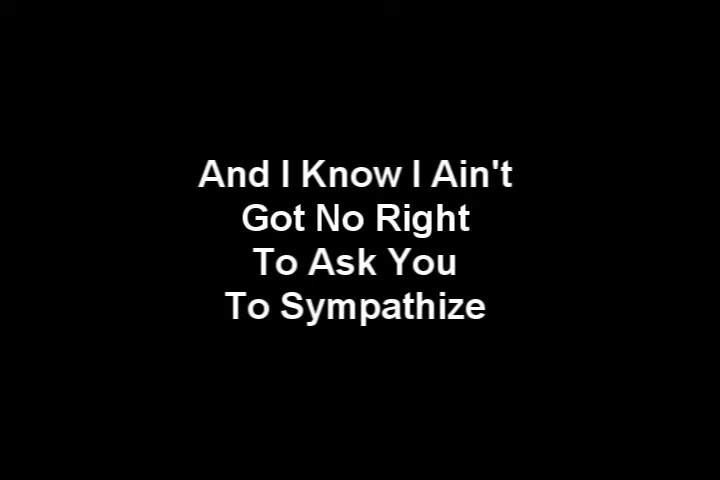 And I Know I Ain't
Got No Right
To Ask You
To Sympathize